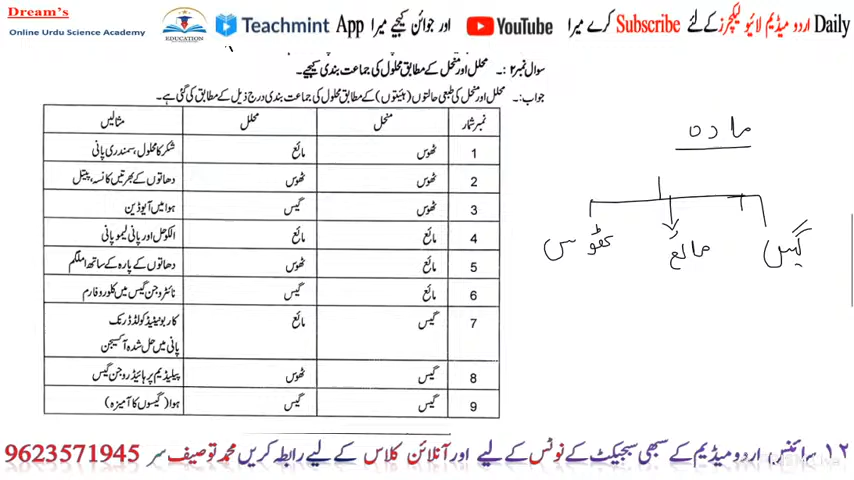 Dream's
Online Urdu Science Academy
EDUCATION
Teachmint App اور جوائن کیجیے میرا
YouTube
Daily اردو میڈیم لائیو لیکچرز کے لئے Subscribe کرے میرا
سوال نمبر ۲ :۔ محلل اور منحل کے مطابق محلول کی جماعت بندی کیجیے۔
جواب:۔ محلل اور منحل کی طبعی حالتوں (ہیئتوں) کے مطابق محلول کی جماعت بندی درج ذیل کے مطابق کی گئی ہے۔
نمبر شمار منحل محلل مثالیں
1 ٹھوس مائع شکر کا محلول، سمندری پانی
2 ٹھوس ٹھوس دھاتوں کے بھرتیں کانسہ، پیتل
3 ٹھوس گیس ہوا میں آیوڈین
4 مائع مائع الکوحل اور پانی لیمو پانی
5 مائع ٹھوس دھاتوں کے پارہ کے ساتھ املگم
6 مائع گیس نائٹروجن گیس میں کلوروفارم
7 گیس مائع کاربونیٹیڈ کولڈڈرنک
پانی میں حل شدہ آکسیجن
8 گیس ٹھوس پیلیڈیم پر ہائیڈروجن گیس
9 گیس گیس ہوا (گیسوں کا آمیزہ)
مادہ
گیس مائع ٹھوس
۱۲ سائنس، اردو میڈیم کے سبھی سبجیکٹ کے نوٹس کے لیے اور آنلائن کلاس کے لیے رابطہ کریں محمد توصیف سر 9623571945